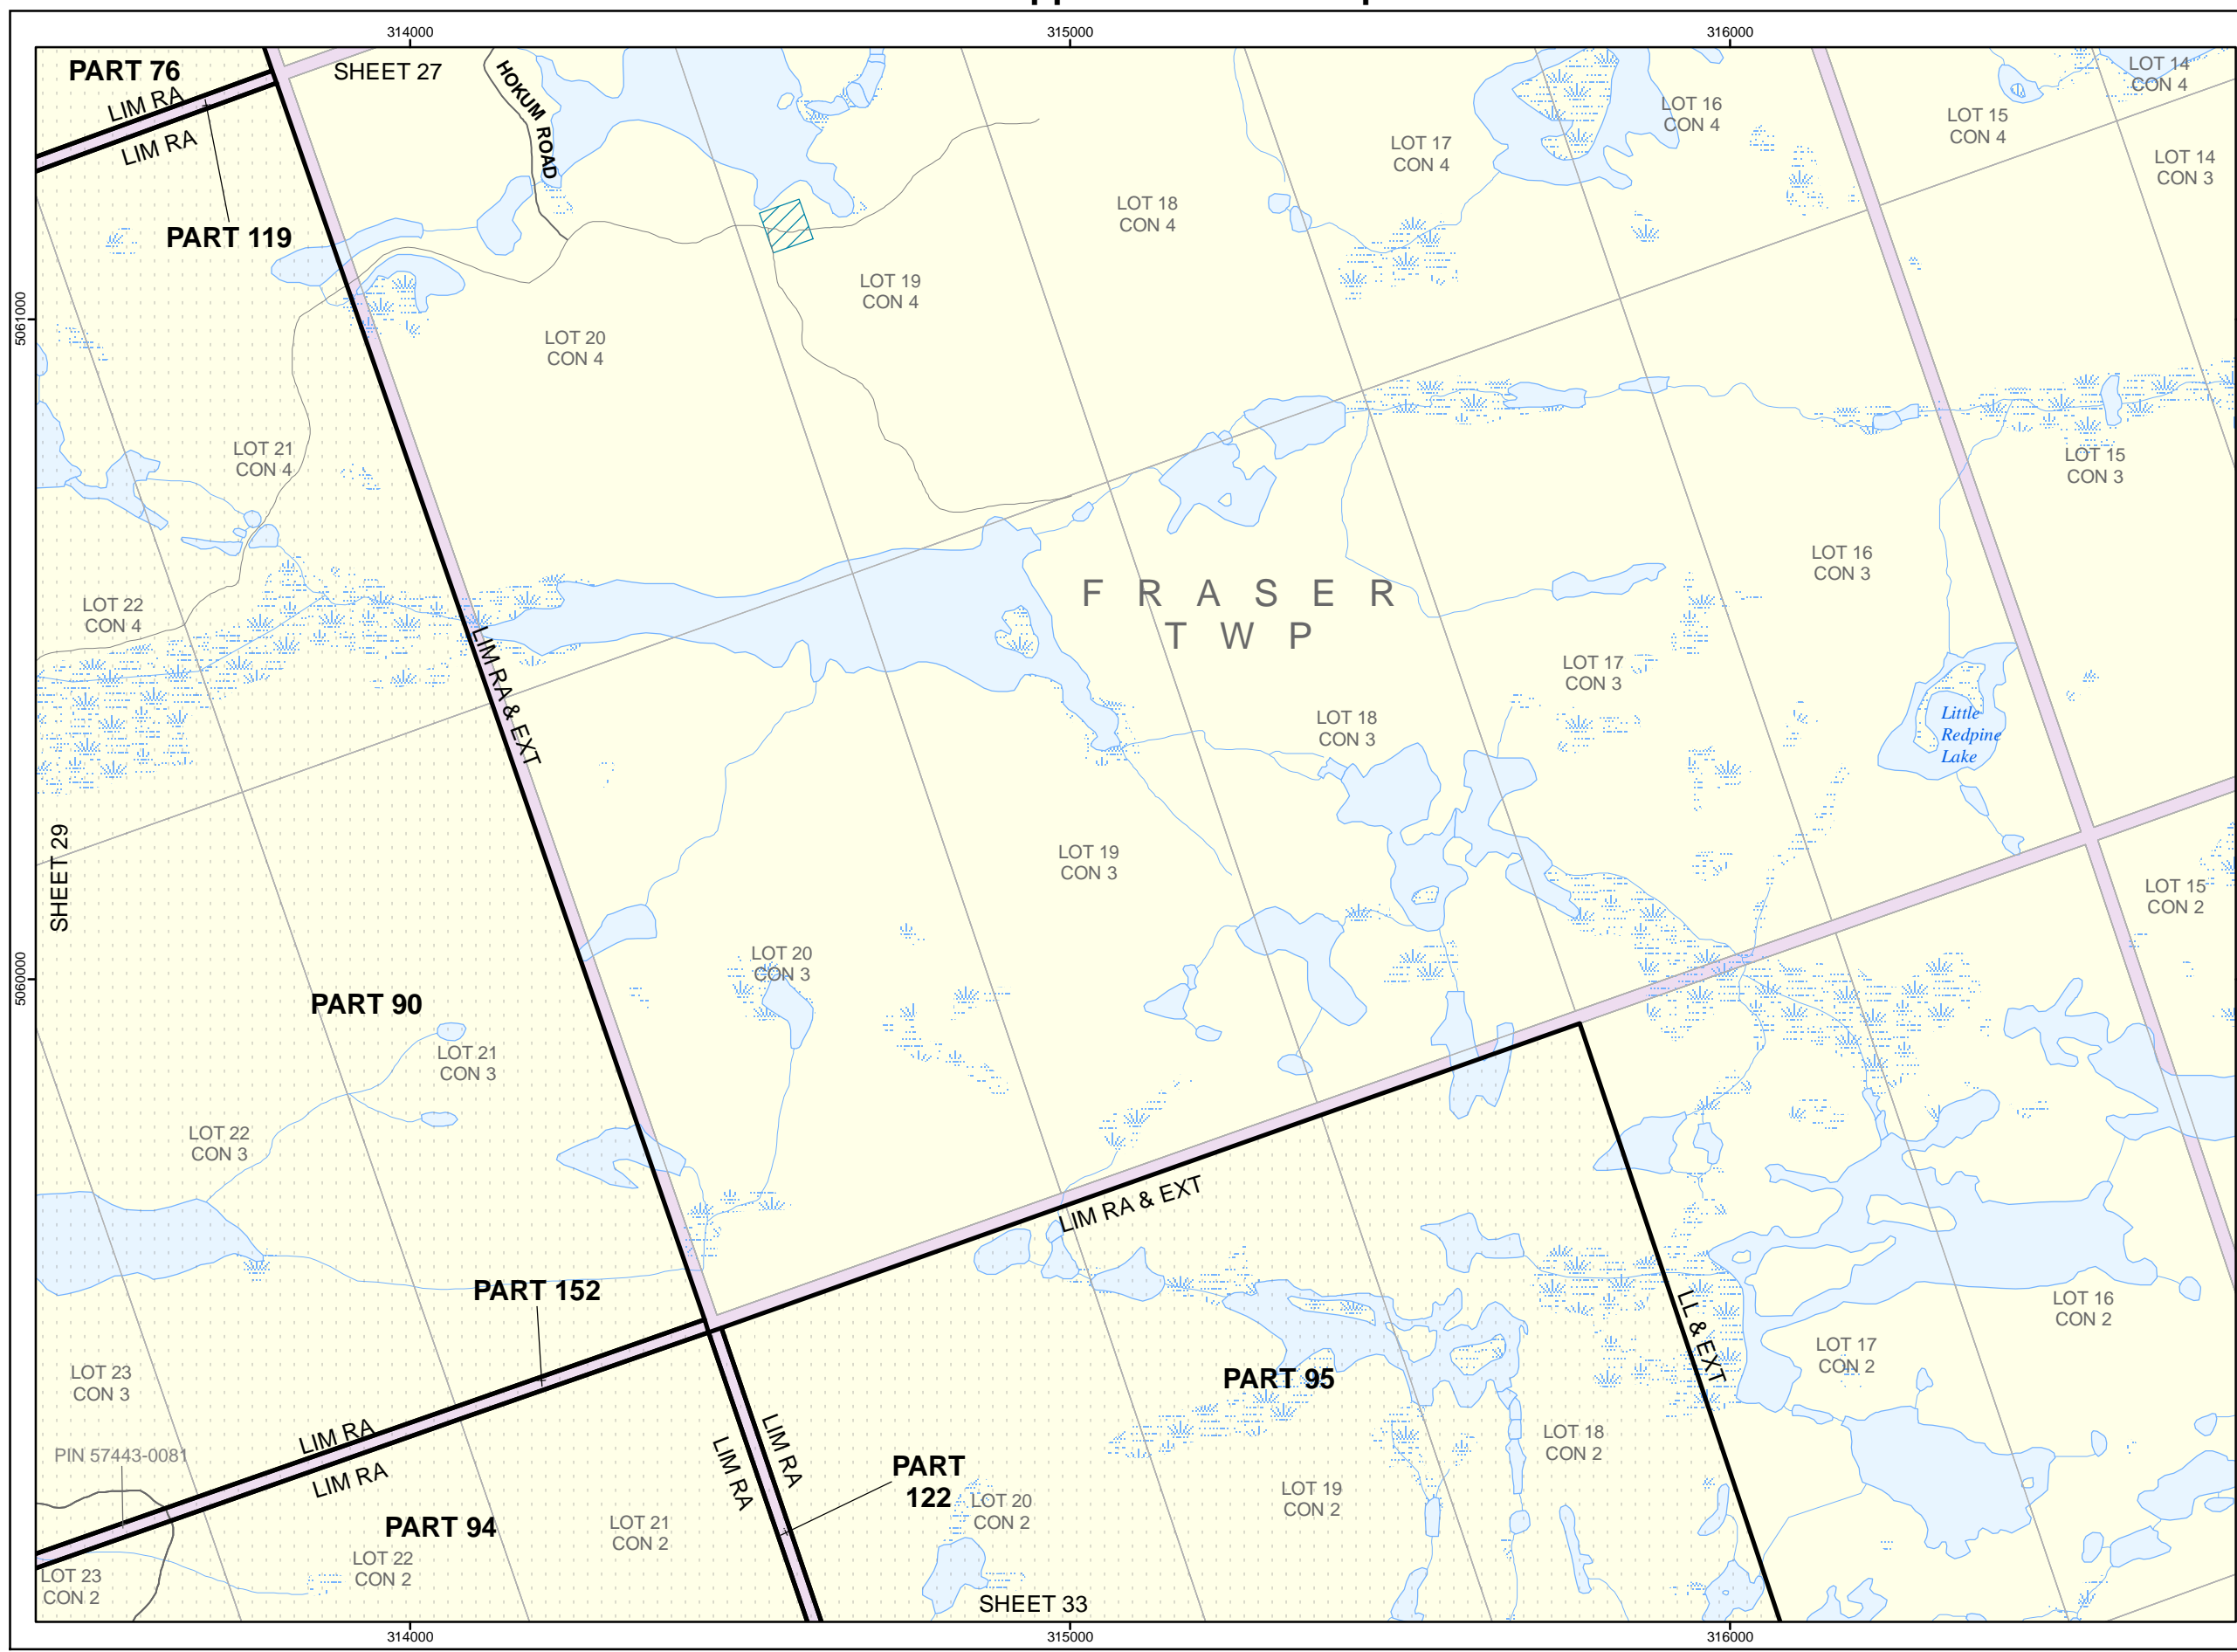 314000
315000
316000
PART 76
SHEET 27
LIM RA
LIM RA
HOKUM ROAD
PART 119
LOT 14
CON 4
LOT 15
CON 4
LOT 16
CON 4
LOT 17
CON 4
LOT 14
CON 3
LOT 18
CON 4
LOT 19
CON 4
LOT 20
CON 4
5061000
LOT 21
CON 4
LOT 15
CON 3
LOT 16
CON 3
LOT 22
CON 4
FRASER
TWP
LIM RA & EXT
LOT 17
CON 3
LOT 18
CON 3
Little
Redpine
Lake
SHEET 29
LOT 19
CON 3
LOT 15
CON 2
LOT 20
CON 3
5060000
PART 90
LOT 21
CON 3
LOT 22
CON 3
LIM RA & EXT
PART 152
LL & EXT
LOT 16
CON 2
LOT 17
CON 2
LOT 23
CON 3
PART 95
LIM RA
LIM RA
LIM RA
LIM RA
PIN 57443-0081
LOT 18
CON 2
PART
122
LOT 19
CON 2
LOT 20
CON 2
PART 94
LOT 21
CON 2
LOT 22
CON 2
LOT 23
CON 2
SHEET 33
314000
315000
316000